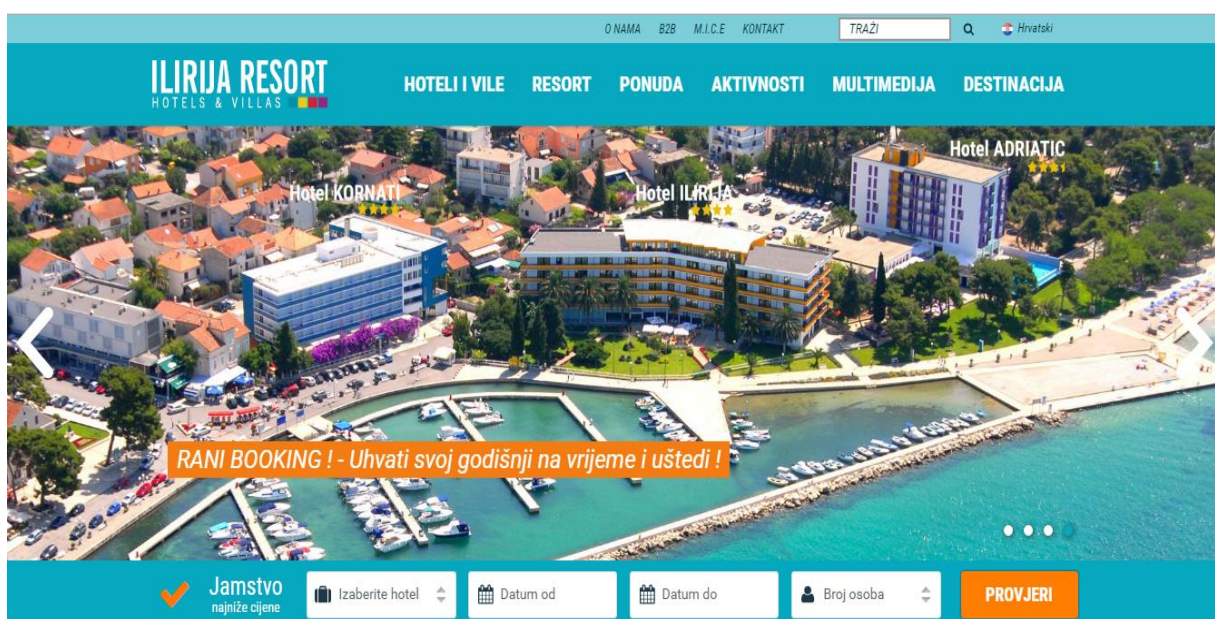 O NAMA B2B M.I.C.E KONTAKT TRAŽI Hrvatski
ILIRIJA RESORT
HOTELS & VILLAS
HOTELI I VILE RESORT PONUDA AKTIVNOSTI MULTIMEDIJA DESTINACIJA
Hotel ADRIATIC
Hotel KORNATI
Hotel ILIRIJA
RANI BOOKING ! - Uhvati svoj godišnji na vrijeme i uštedi !
Jamstvo
najniže cijene
Izaberite hotel Datum od Datum do Broj osoba PROVJERI